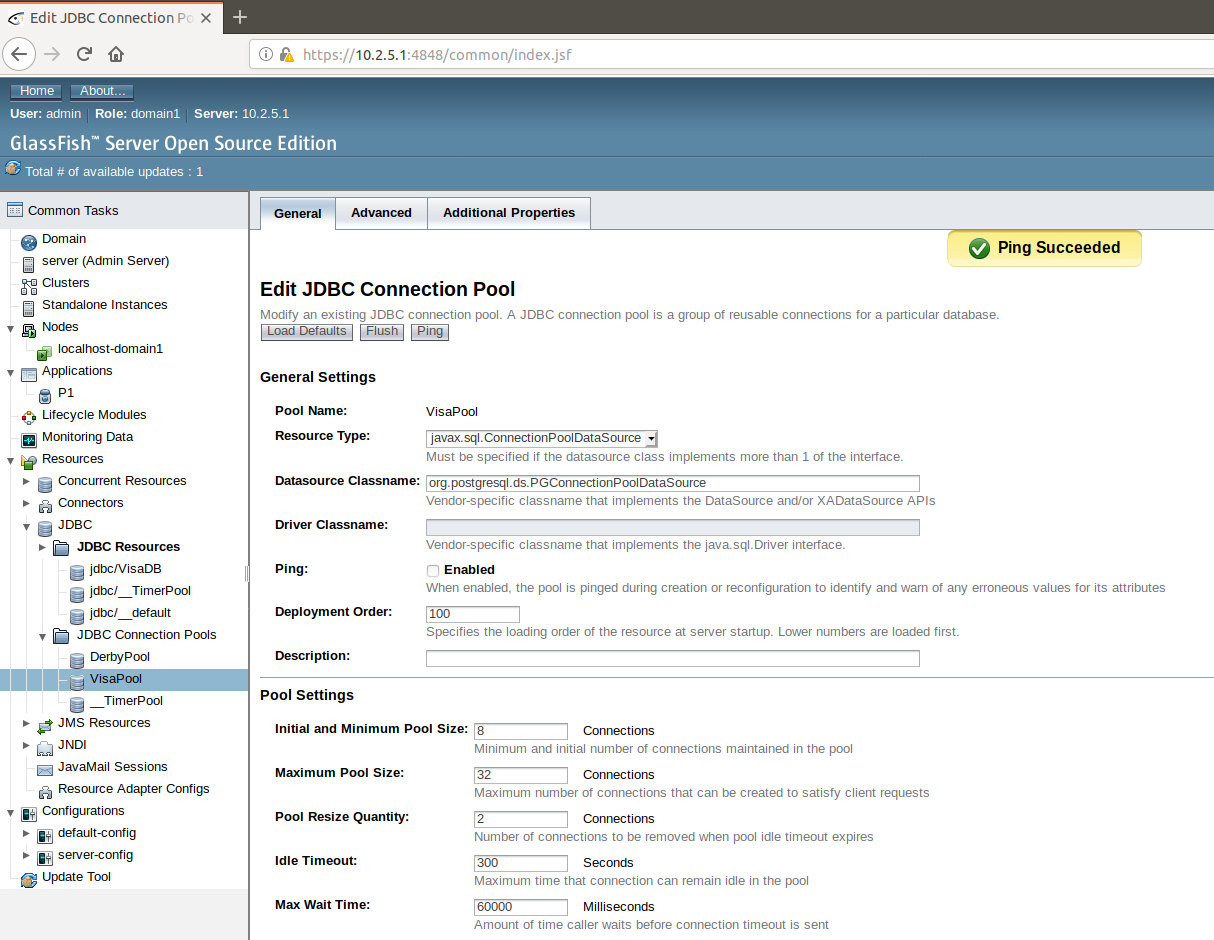 Edit JDBC Connection Po
https://10.2.5.1:4848/common/index.jsf
Home About...
User: admin Role: domain1 Server: 10.2.5.1
GlassFish™ Server Open Source Edition
Total # of available updates : 1
Common Tasks
Domain
server (Admin Server)
Clusters
Standalone Instances
Nodes
localhost-domain1
Applications
P1
Lifecycle Modules
Monitoring Data
Resources
Concurrent Resources
Connectors
JDBC
JDBC Resources
jdbc/VisaDB
jdbc/__TimerPool
jdbc/__default
JDBC Connection Pools
DerbyPool
VisaPool
__TimerPool
JMS Resources
JNDI
JavaMail Sessions
Resource Adapter Configs
Configurations
default-config
server-config
Update Tool
General Advanced Additional Properties
Ping Succeeded
Edit JDBC Connection Pool
Modify an existing JDBC connection pool. A JDBC connection pool is a group of reusable connections for a particular database.
Load Defaults Flush Ping
General Settings
Pool Name: VisaPool
Resource Type: javax.sql.ConnectionPoolDataSource
Must be specified if the datasource class implements more than 1 of the interface.
Datasource Classname: org.postgresql.ds.PGConnectionPoolDataSource
Vendor-specific classname that implements the DataSource and/or XADataSource APIs
Driver Classname:
Vendor-specific classname that implements the java.sql.Driver interface.
Ping: Enabled
When enabled, the pool is pinged during creation or reconfiguration to identify and warn of any erroneous values for its attributes
Deployment Order: 100
Specifies the loading order of the resource at server startup. Lower numbers are loaded first.
Description:
Pool Settings
Initial and Minimum Pool Size: 8 Connections
Minimum and initial number of connections maintained in the pool
Maximum Pool Size: 32 Connections
Maximum number of connections that can be created to satisfy client requests
Pool Resize Quantity: 2 Connections
Number of connections to be removed when pool idle timeout expires
Idle Timeout: 300 Seconds
Maximum time that connection can remain idle in the pool
Max Wait Time: 60000 Milliseconds
Amount of time caller waits before connection timeout is sent